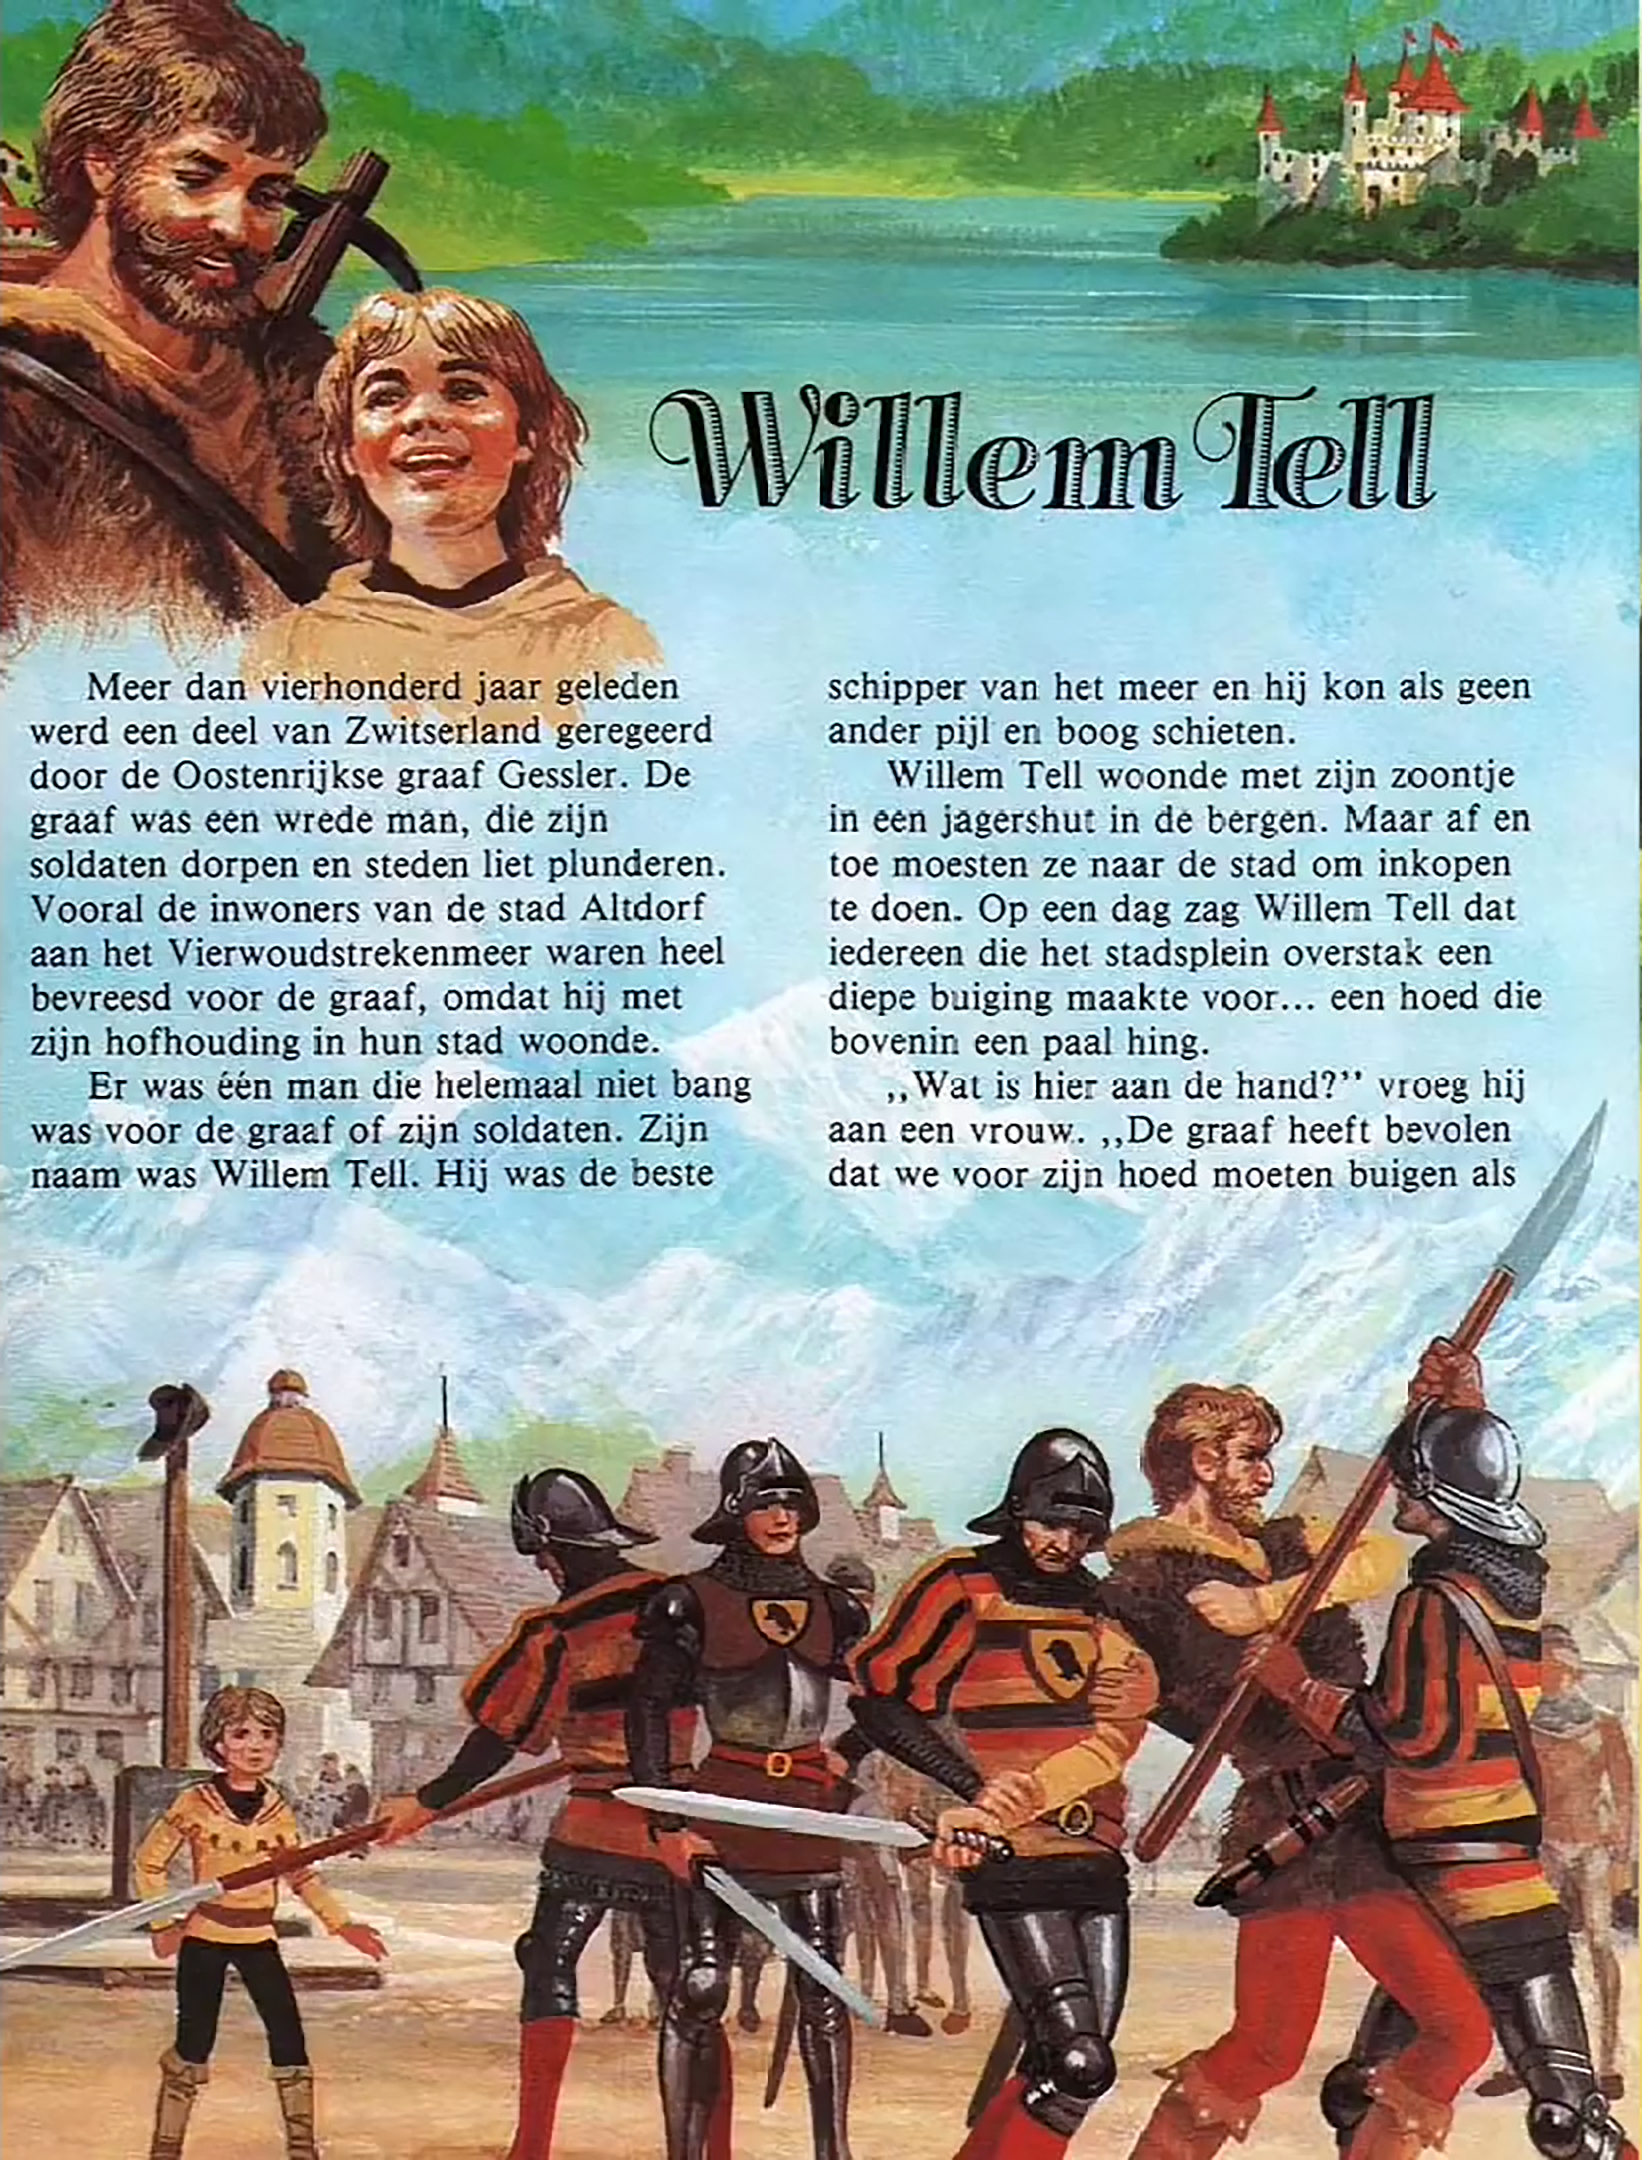 Willem Tell
Meer dan vierhonderd jaar geleden
werd een deel van Zwitserland geregeerd
door de Oostenrijkse graaf Gessler. De
graaf was een wrede man, die zijn
soldaten dorpen en steden liet plunderen.
Vooral de inwoners van de stad Altdorf
aan het Vierwoudstrekenmeer waren heel
bevreesd voor de graaf, omdat hij met
zijn hofhouding in hun stad woonde.
Er was één man die helemaal niet bang
was voor de graaf of zijn soldaten. Zijn
naam was Willem Tell. Hij was de beste
schipper van het meer en hij kon als geen
ander pijl en boog schieten.
Willem Tell woonde met zijn zoontje
in een jagershut in de bergen. Maar af en
toe moesten ze naar de stad om inkopen
te doen. Op een dag zag Willem Tell dat
iedereen die het stadsplein overstak een
diepe buiging maakte voor... een hoed die
bovenin een paal hing.
,,Wat is hier aan de hand?'' vroeg hij
aan een vrouw. ,,De graaf heeft bevolen
dat we voor zijn hoed moeten buigen als